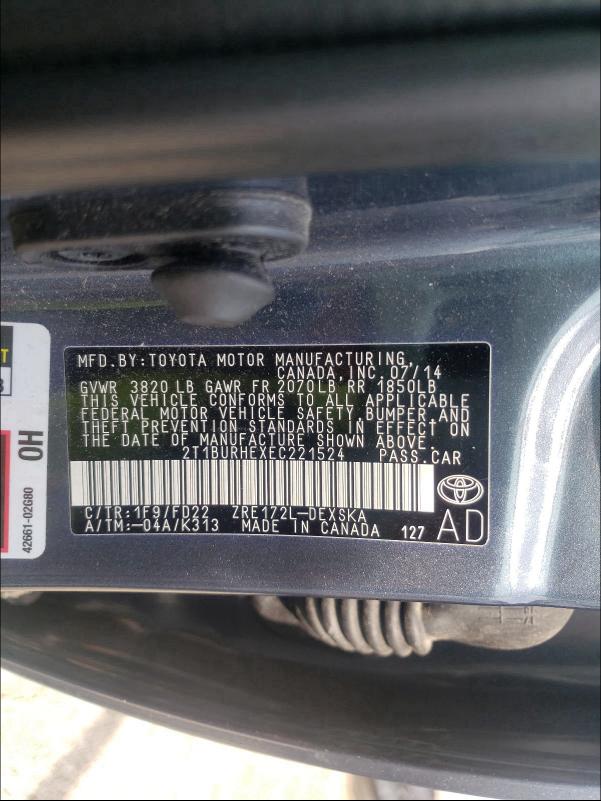 MFD.BY:TOYOTA MOTOR MANUFACTURING,
CANADA, INC. 07/14
GVWR 3820 LB GAWR FR 2070LB RR 1850LB
THIS VEHICLE CONFORMS TO ALL APPLICABLE
FEDERAL MOTOR VEHICLE SAFETY, BUMPER, AND
THEFT PREVENTION STANDARDS IN EFFECT ON
THE DATE OF MANUFACTURE SHOWN ABOVE.
2T1BURHEXEC221524 PASS.CAR
C/TR:1F9/FD22 ZRE172L-DEXSKA
A/TM:-04A/K313 MADE IN CANADA 127
AD
OH
42661-02G80